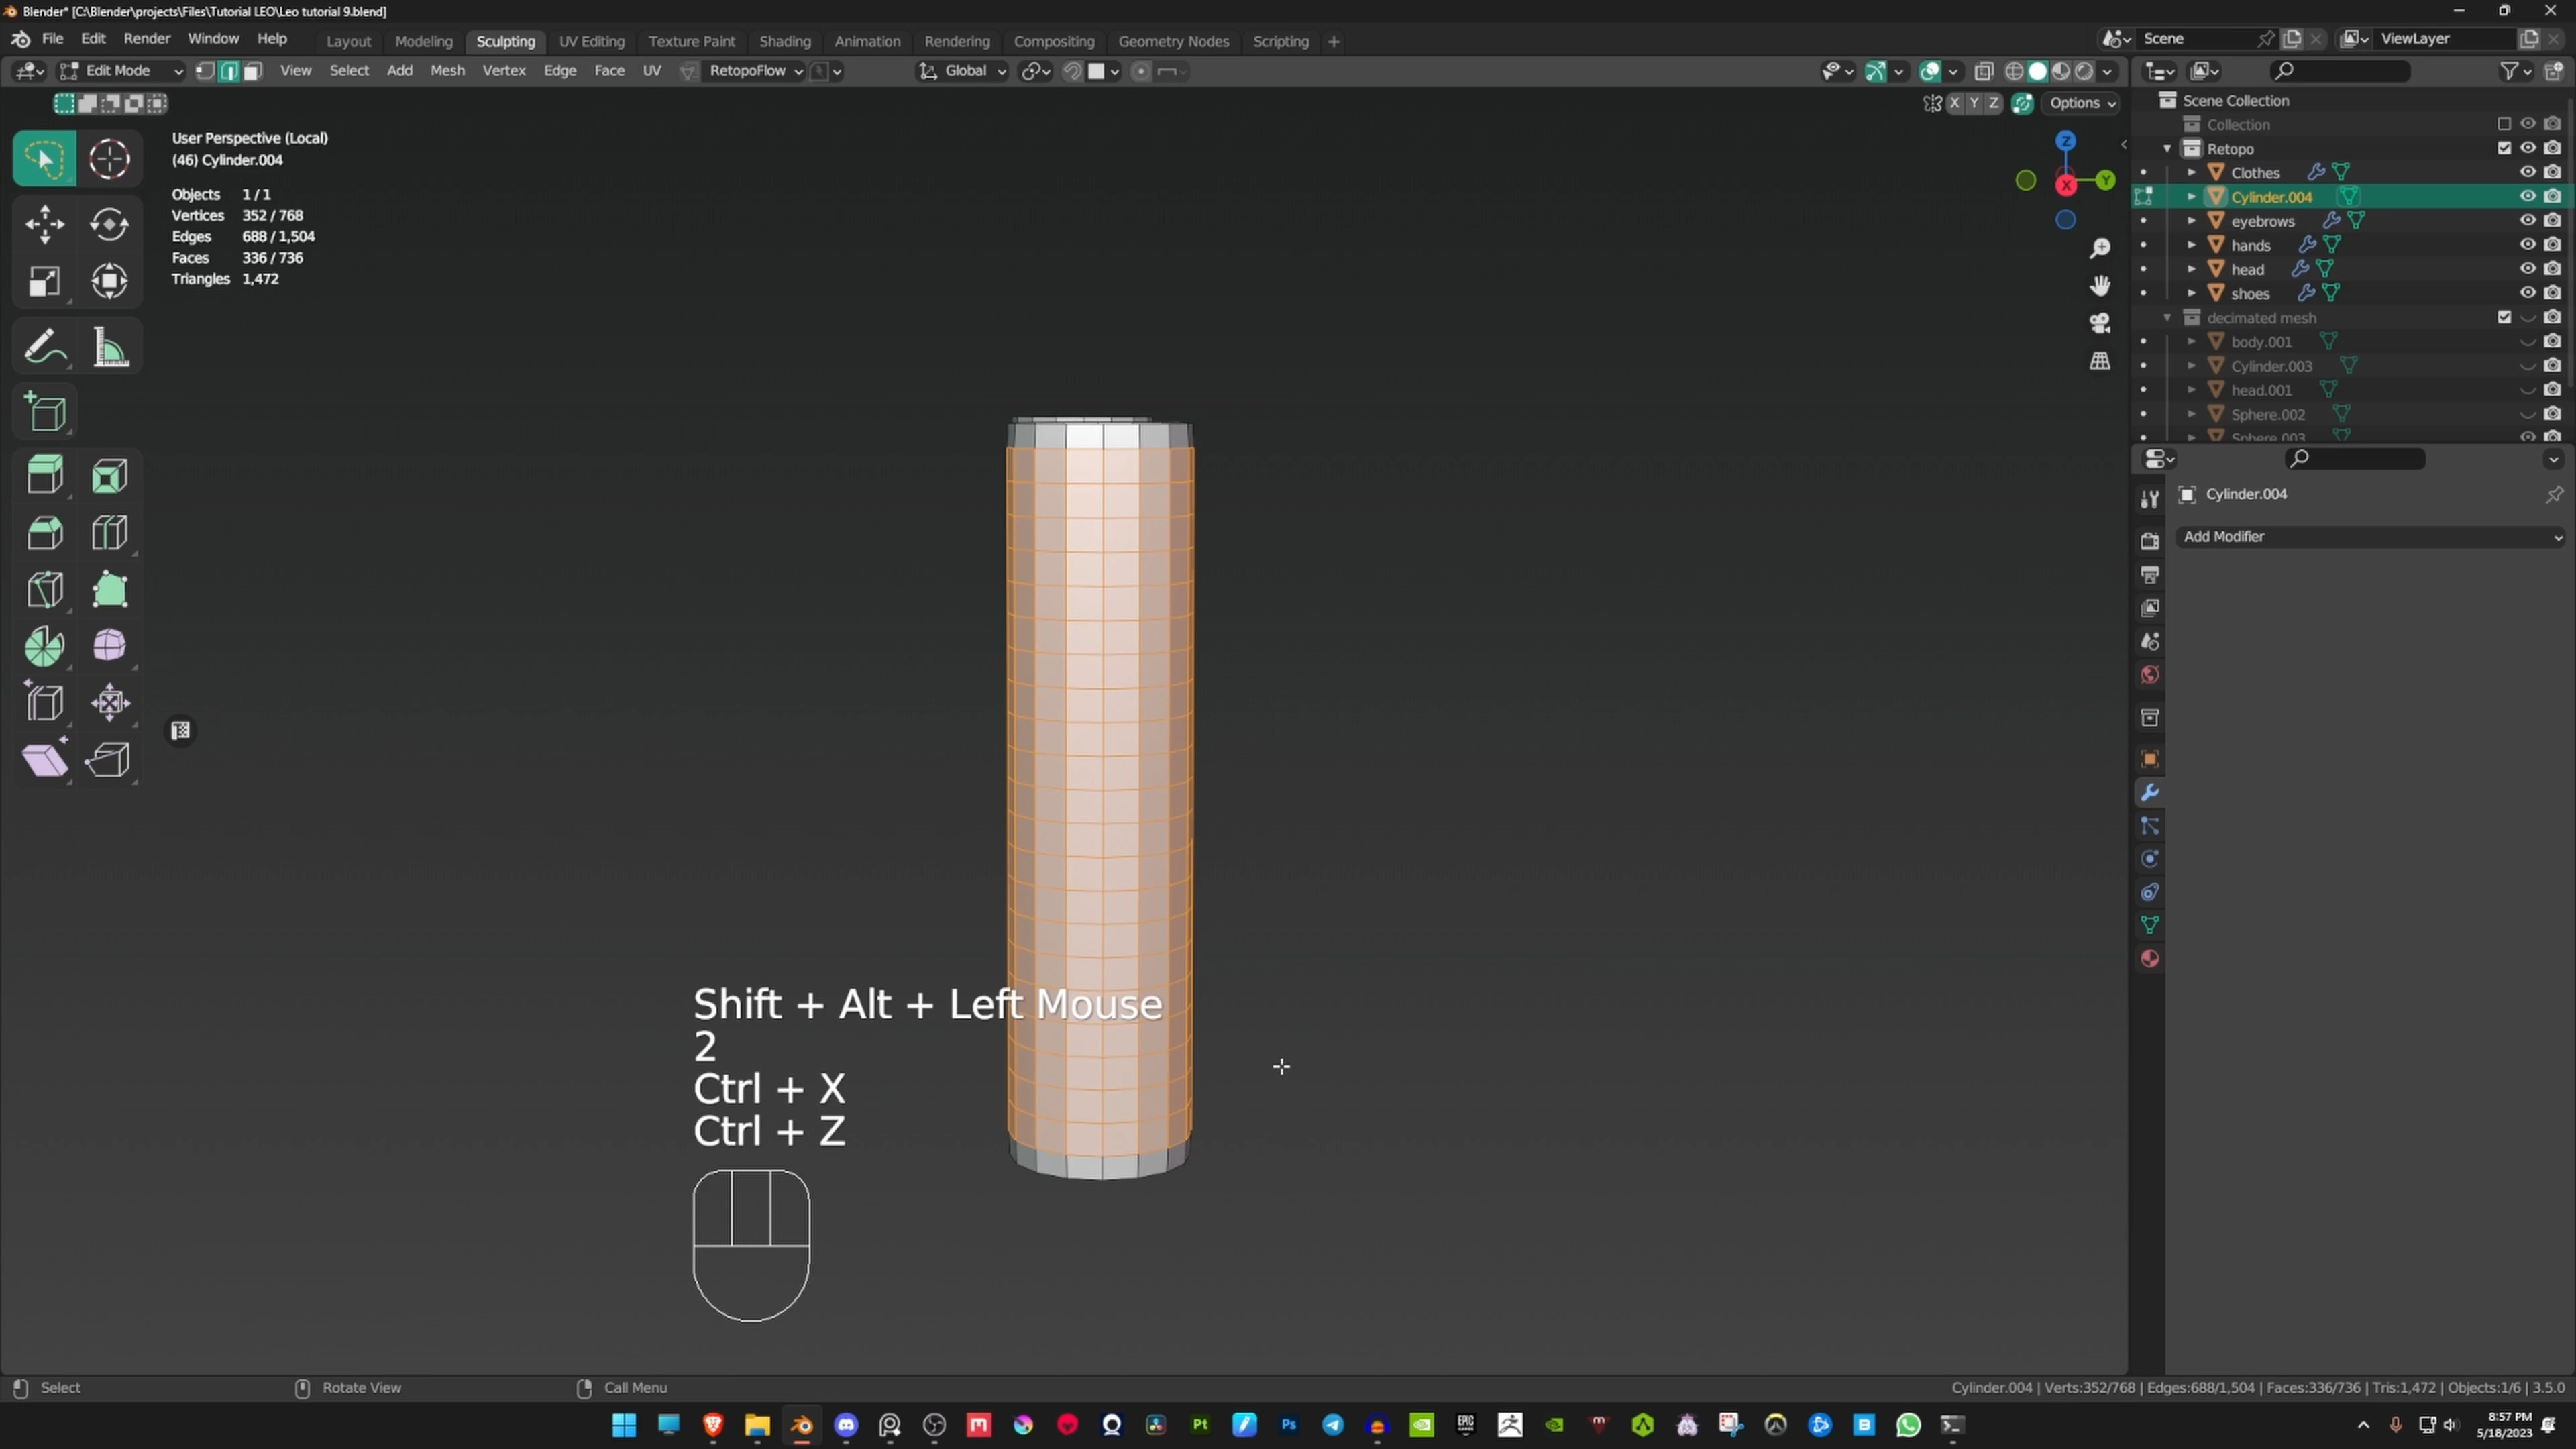 Blender* [C:\Blender\projects\Files\Tutorial LEO\Leo tutorial 9.blend]
File Edit Render Window Help Layout Modeling Sculpting UV Editing Texture Paint Shading Animation Rendering Compositing Geometry Nodes Scripting + Scene ViewLayer
Edit Mode View Select Add Mesh Vertex Edge Face UV RetopoFlow Global
X Y Z Options
User Perspective (Local)
(46) Cylinder.004
Objects 1 / 1
Vertices 352 / 768
Edges 688 / 1,504
Faces 336 / 736
Triangles 1,472
Z
Y
X
Scene Collection
Collection
Retopo
Clothes
Cylinder.004
eyebrows
hands
head
shoes
decimated mesh
body.001
Cylinder.003
head.001
Sphere.002
Sphere.003
Cylinder.004
Add Modifier
Shift + Alt + Left Mouse
2
Ctrl + X
Ctrl + Z
Select Rotate View Call Menu Cylinder.004 | Verts:352/768 | Edges:688/1,504 | Faces:336/736 | Tris:1,472 | Objects:1/6 | 3.5.0
Pt Ps EPIC GAMES B
8:57 PM
5/18/2023